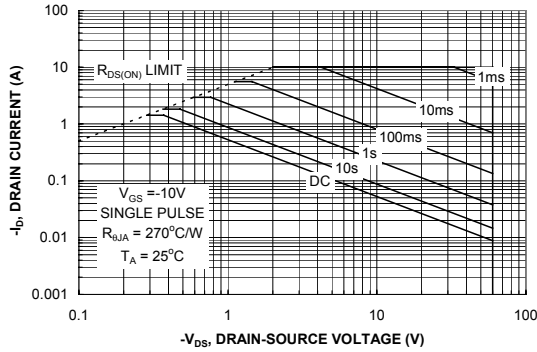 100
10
1
0.1
0.01
0.001
-I_D, DRAIN CURRENT (A)
R_DS(ON) LIMIT
1ms
10ms
100ms
1s
10s
DC
V_GS =-10V
SINGLE PULSE
R_θJA = 270°C/W
T_A = 25°C
0.1
1
10
100
-V_DS, DRAIN-SOURCE VOLTAGE (V)